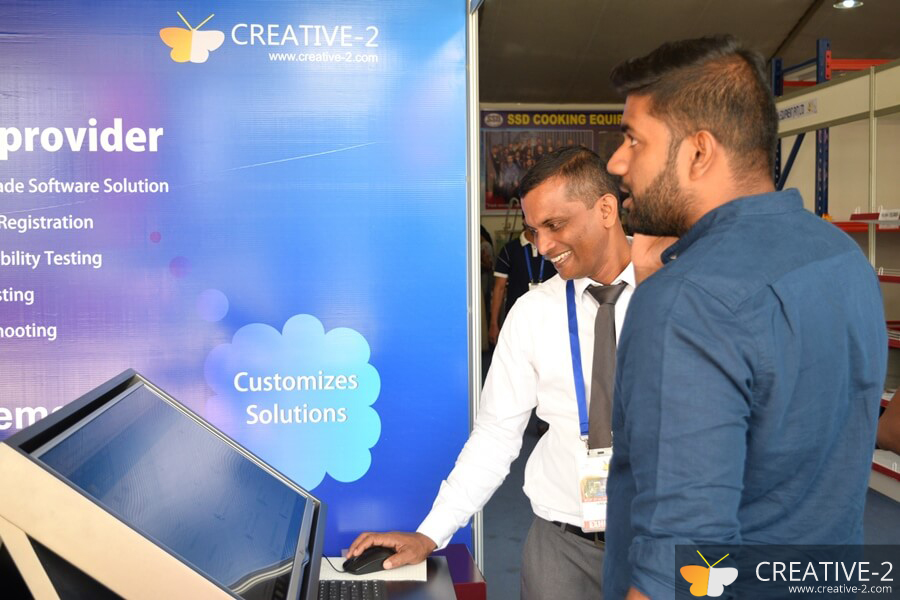 CREATIVE-2
www.creative-2.com
provider
ade Software Solution
Registration
bility Testing
sting
hooting
eme
Customizes
Solutions
SSD COOKING EQUIP
CREATIVE-2
www.creative-2.com